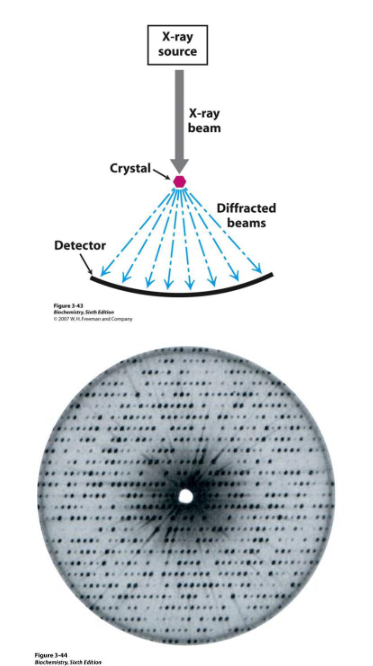 X-ray
source
X-ray
beam
Crystal
Diffracted
beams
Detector
Figure 3-43
Biochemistry, Sixth Edition
© 2007 W. H. Freeman and Company
Figure 3-44
Biochemistry, Sixth Edition